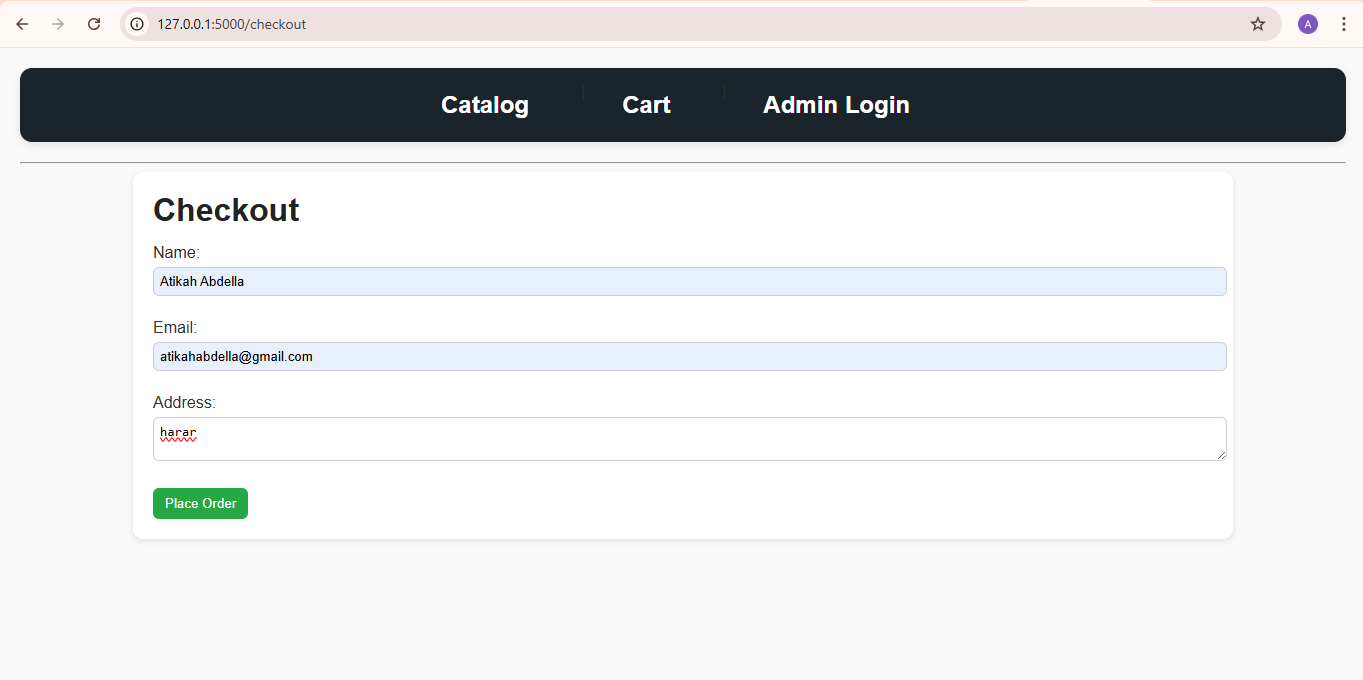 127.0.0.1:5000/checkout
A
Catalog Cart Admin Login
Checkout
Name:
Atikah Abdella
Email:
atikahabdella@gmail.com
Address:
harar
Place Order